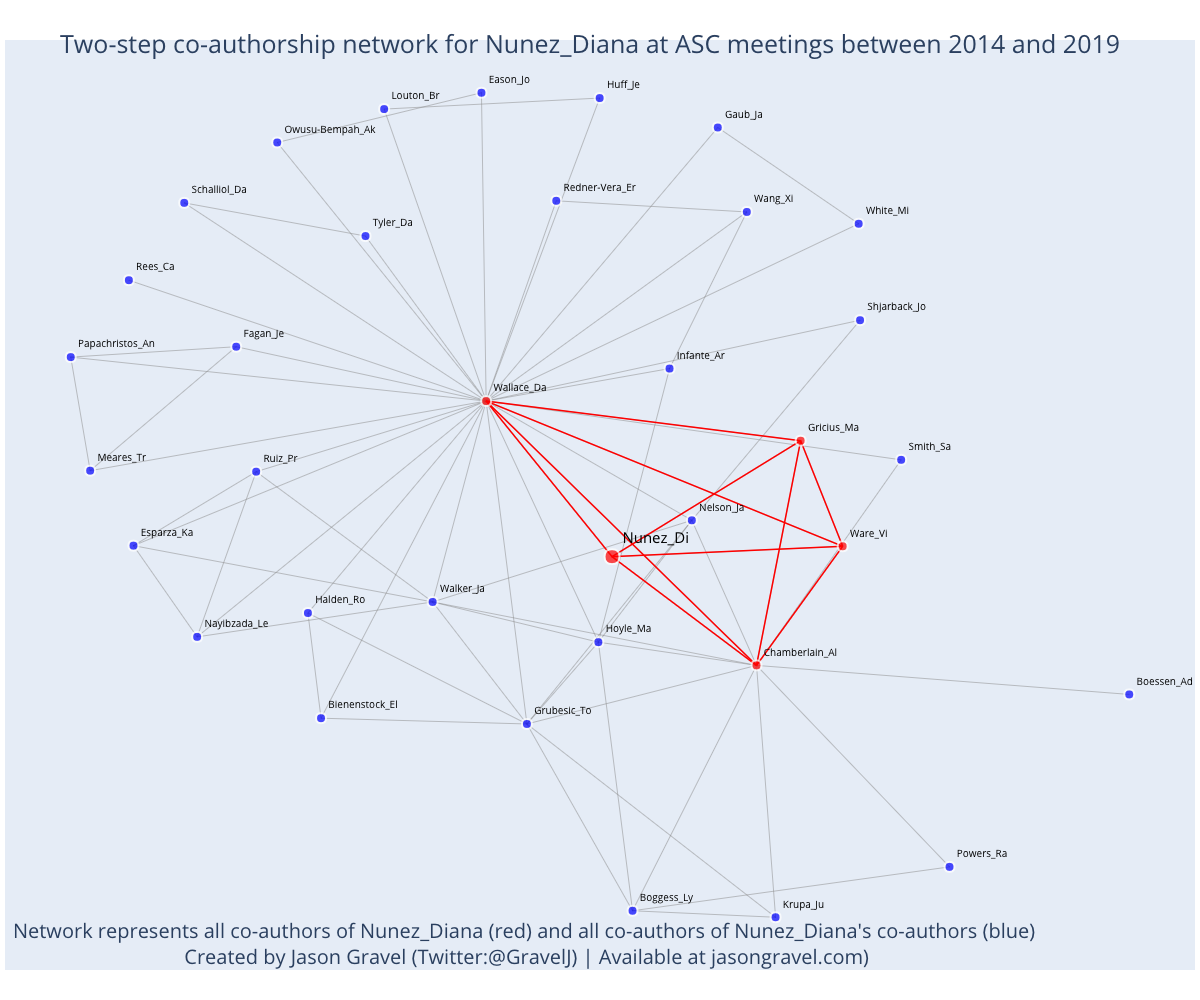 Two-step co-authorship network for Nunez_Diana at ASC meetings between 2014 and 2019
Eason_Jo
Huff_Je
Louton_Br
Gaub_Ja
Owusu-Bempah_Ak
Schalliol_Da
Redner-Vera_Er
Wang_Xi
White_Mi
Tyler_Da
Rees_Ca
Shjarback_Jo
Fagan_Je
Papachristos_An
Infante_Ar
Wallace_Da
Gricius_Ma
Smith_Sa
Meares_Tr
Ruiz_Pr
Nelson_Ja
Esparza_Ka
Nunez_Di
Ware_Vi
Walker_Ja
Halden_Ro
Nayibzada_Le
Hoyle_Ma
Chamberlain_Al
Boessen_Ad
Bienenstock_El
Grubesic_To
Powers_Ra
Boggess_Ly
Krupa_Ju
Network represents all co-authors of Nunez_Diana (red) and all co-authors of Nunez_Diana's co-authors (blue)
Created by Jason Gravel (Twitter:@GravelJ) | Available at jasongravel.com)